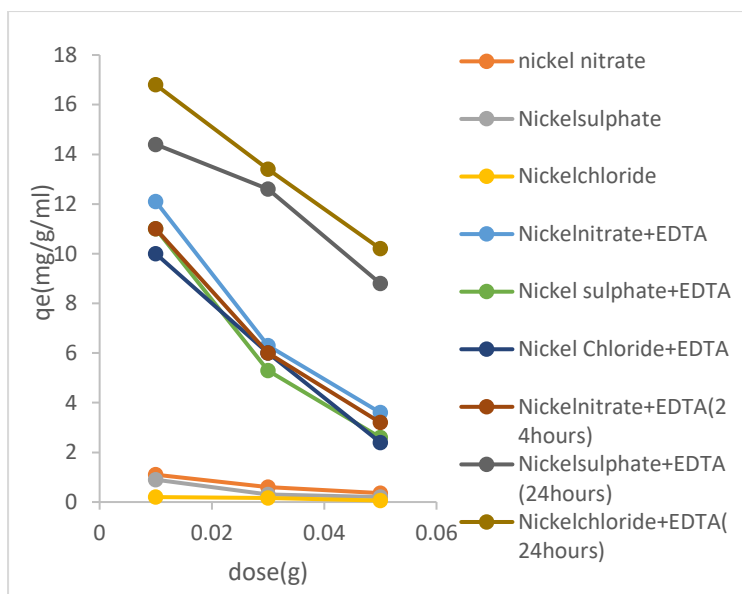 18
16
14
12
10
8
6
4
2
0
qe(mg/g/ml)
0
0.02
0.04
0.06
dose(g)
nickel nitrate
Nickelsulphate
Nickelchloride
Nickelnitrate+EDTA
Nickel sulphate+EDTA
Nickel Chloride+EDTA
Nickelnitrate+EDTA(2
4hours)
Nickelsulphate+EDTA
(24hours)
Nickelchloride+EDTA(
24hours)